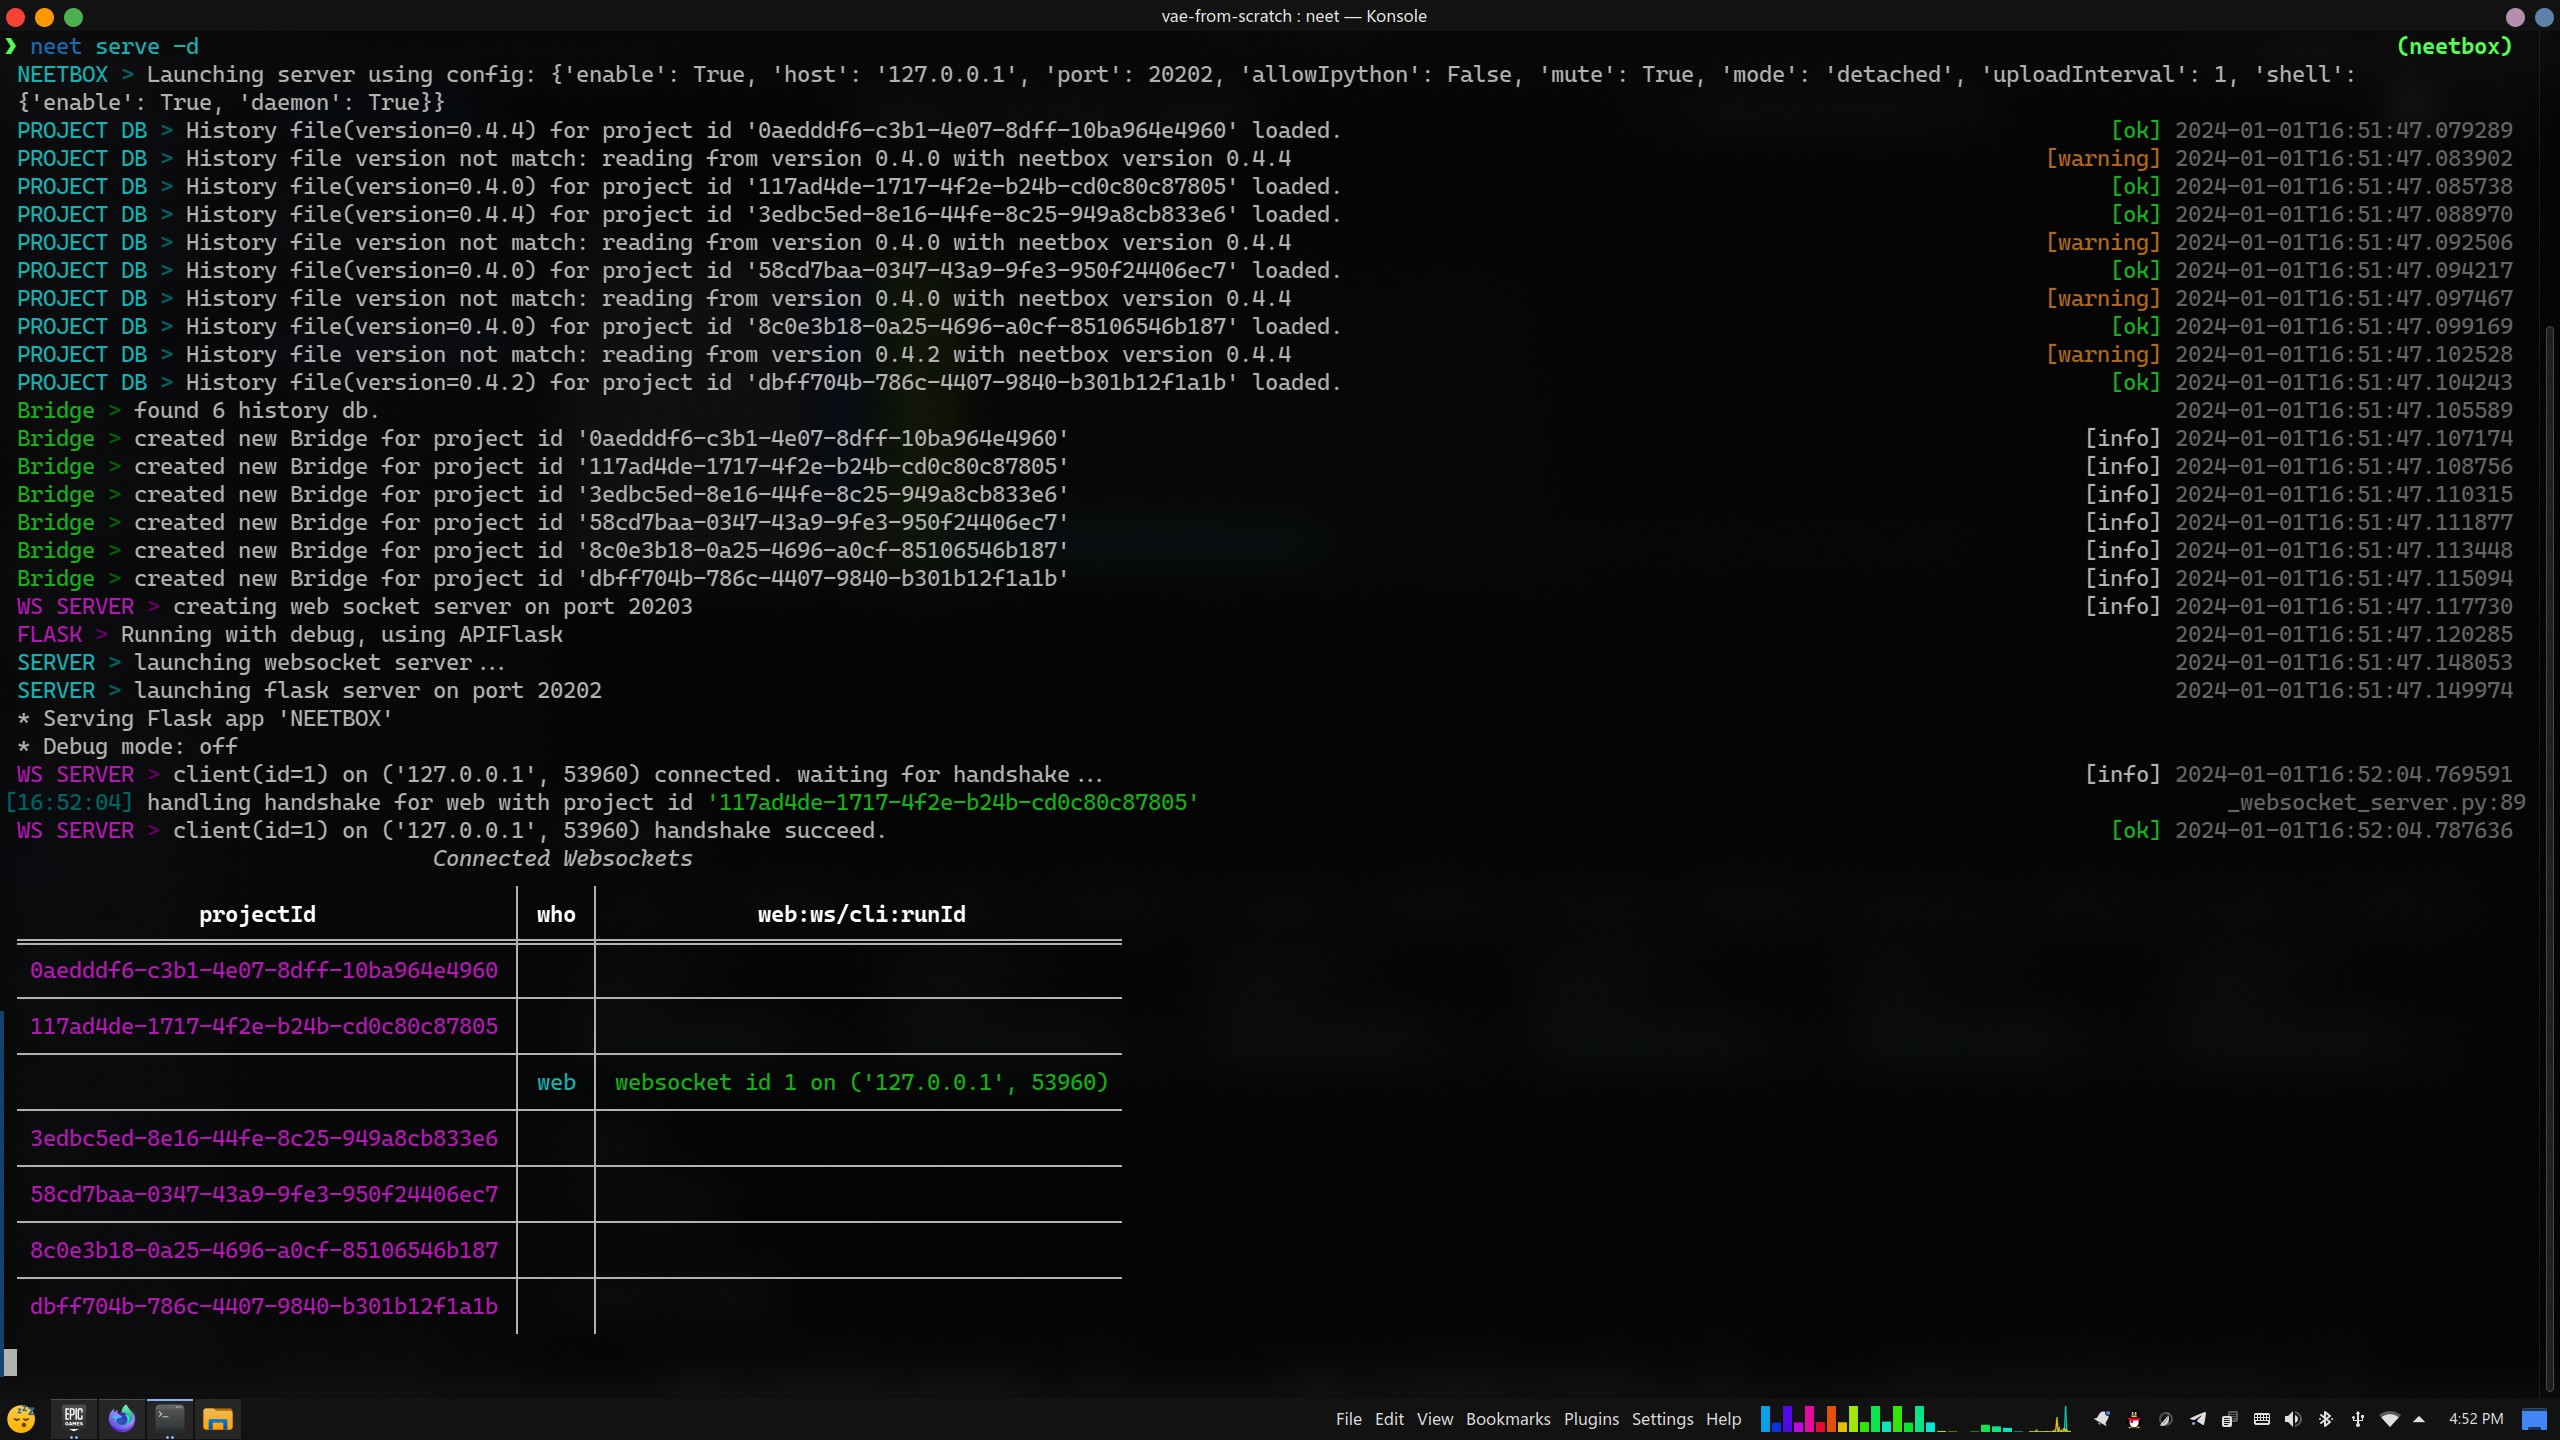 vae-from-scratch : neet — Konsole
❯ neet serve -d (neetbox)
NEETBOX > Launching server using config: {'enable': True, 'host': '127.0.0.1', 'port': 20202, 'allowIpython': False, 'mute': True, 'mode': 'detached', 'uploadInterval': 1, 'shell':
{'enable': True, 'daemon': True}}
PROJECT DB > History file(version=0.4.4) for project id '0aedddf6-c3b1-4e07-8dff-10ba964e4960' loaded. [ok] 2024-01-01T16:51:47.079289
PROJECT DB > History file version not match: reading from version 0.4.0 with neetbox version 0.4.4 [warning] 2024-01-01T16:51:47.083902
PROJECT DB > History file(version=0.4.0) for project id '117ad4de-1717-4f2e-b24b-cd0c80c87805' loaded. [ok] 2024-01-01T16:51:47.085738
PROJECT DB > History file(version=0.4.4) for project id '3edbc5ed-8e16-44fe-8c25-949a8cb833e6' loaded. [ok] 2024-01-01T16:51:47.088970
PROJECT DB > History file version not match: reading from version 0.4.0 with neetbox version 0.4.4 [warning] 2024-01-01T16:51:47.092506
PROJECT DB > History file(version=0.4.0) for project id '58cd7baa-0347-43a9-9fe3-950f24406ec7' loaded. [ok] 2024-01-01T16:51:47.094217
PROJECT DB > History file version not match: reading from version 0.4.0 with neetbox version 0.4.4 [warning] 2024-01-01T16:51:47.097467
PROJECT DB > History file(version=0.4.0) for project id '8c0e3b18-0a25-4696-a0cf-85106546b187' loaded. [ok] 2024-01-01T16:51:47.099169
PROJECT DB > History file version not match: reading from version 0.4.2 with neetbox version 0.4.4 [warning] 2024-01-01T16:51:47.102528
PROJECT DB > History file(version=0.4.2) for project id 'dbff704b-786c-4407-9840-b301b12f1a1b' loaded. [ok] 2024-01-01T16:51:47.104243
Bridge > found 6 history db. 2024-01-01T16:51:47.105589
Bridge > created new Bridge for project id '0aedddf6-c3b1-4e07-8dff-10ba964e4960' [info] 2024-01-01T16:51:47.107174
Bridge > created new Bridge for project id '117ad4de-1717-4f2e-b24b-cd0c80c87805' [info] 2024-01-01T16:51:47.108756
Bridge > created new Bridge for project id '3edbc5ed-8e16-44fe-8c25-949a8cb833e6' [info] 2024-01-01T16:51:47.110315
Bridge > created new Bridge for project id '58cd7baa-0347-43a9-9fe3-950f24406ec7' [info] 2024-01-01T16:51:47.111877
Bridge > created new Bridge for project id '8c0e3b18-0a25-4696-a0cf-85106546b187' [info] 2024-01-01T16:51:47.113448
Bridge > created new Bridge for project id 'dbff704b-786c-4407-9840-b301b12f1a1b' [info] 2024-01-01T16:51:47.115094
WS SERVER > creating web socket server on port 20203 [info] 2024-01-01T16:51:47.117730
FLASK > Running with debug, using APIFlask 2024-01-01T16:51:47.120285
SERVER > launching websocket server... 2024-01-01T16:51:47.148053
SERVER > launching flask server on port 20202 2024-01-01T16:51:47.149974
* Serving Flask app 'NEETBOX'
* Debug mode: off
WS SERVER > client(id=1) on ('127.0.0.1', 53960) connected. waiting for handshake... [info] 2024-01-01T16:52:04.769591
[16:52:04] handling handshake for web with project id '117ad4de-1717-4f2e-b24b-cd0c80c87805' _websocket_server.py:89
WS SERVER > client(id=1) on ('127.0.0.1', 53960) handshake succeed. [ok] 2024-01-01T16:52:04.787636
Connected Websockets
projectId who web:ws/cli:runId
0aedddf6-c3b1-4e07-8dff-10ba964e4960
117ad4de-1717-4f2e-b24b-cd0c80c87805
web websocket id 1 on ('127.0.0.1', 53960)
3edbc5ed-8e16-44fe-8c25-949a8cb833e6
58cd7baa-0347-43a9-9fe3-950f24406ec7
8c0e3b18-0a25-4696-a0cf-85106546b187
dbff704b-786c-4407-9840-b301b12f1a1b
EPIC GAMES File Edit View Bookmarks Plugins Settings Help 4:52 PM